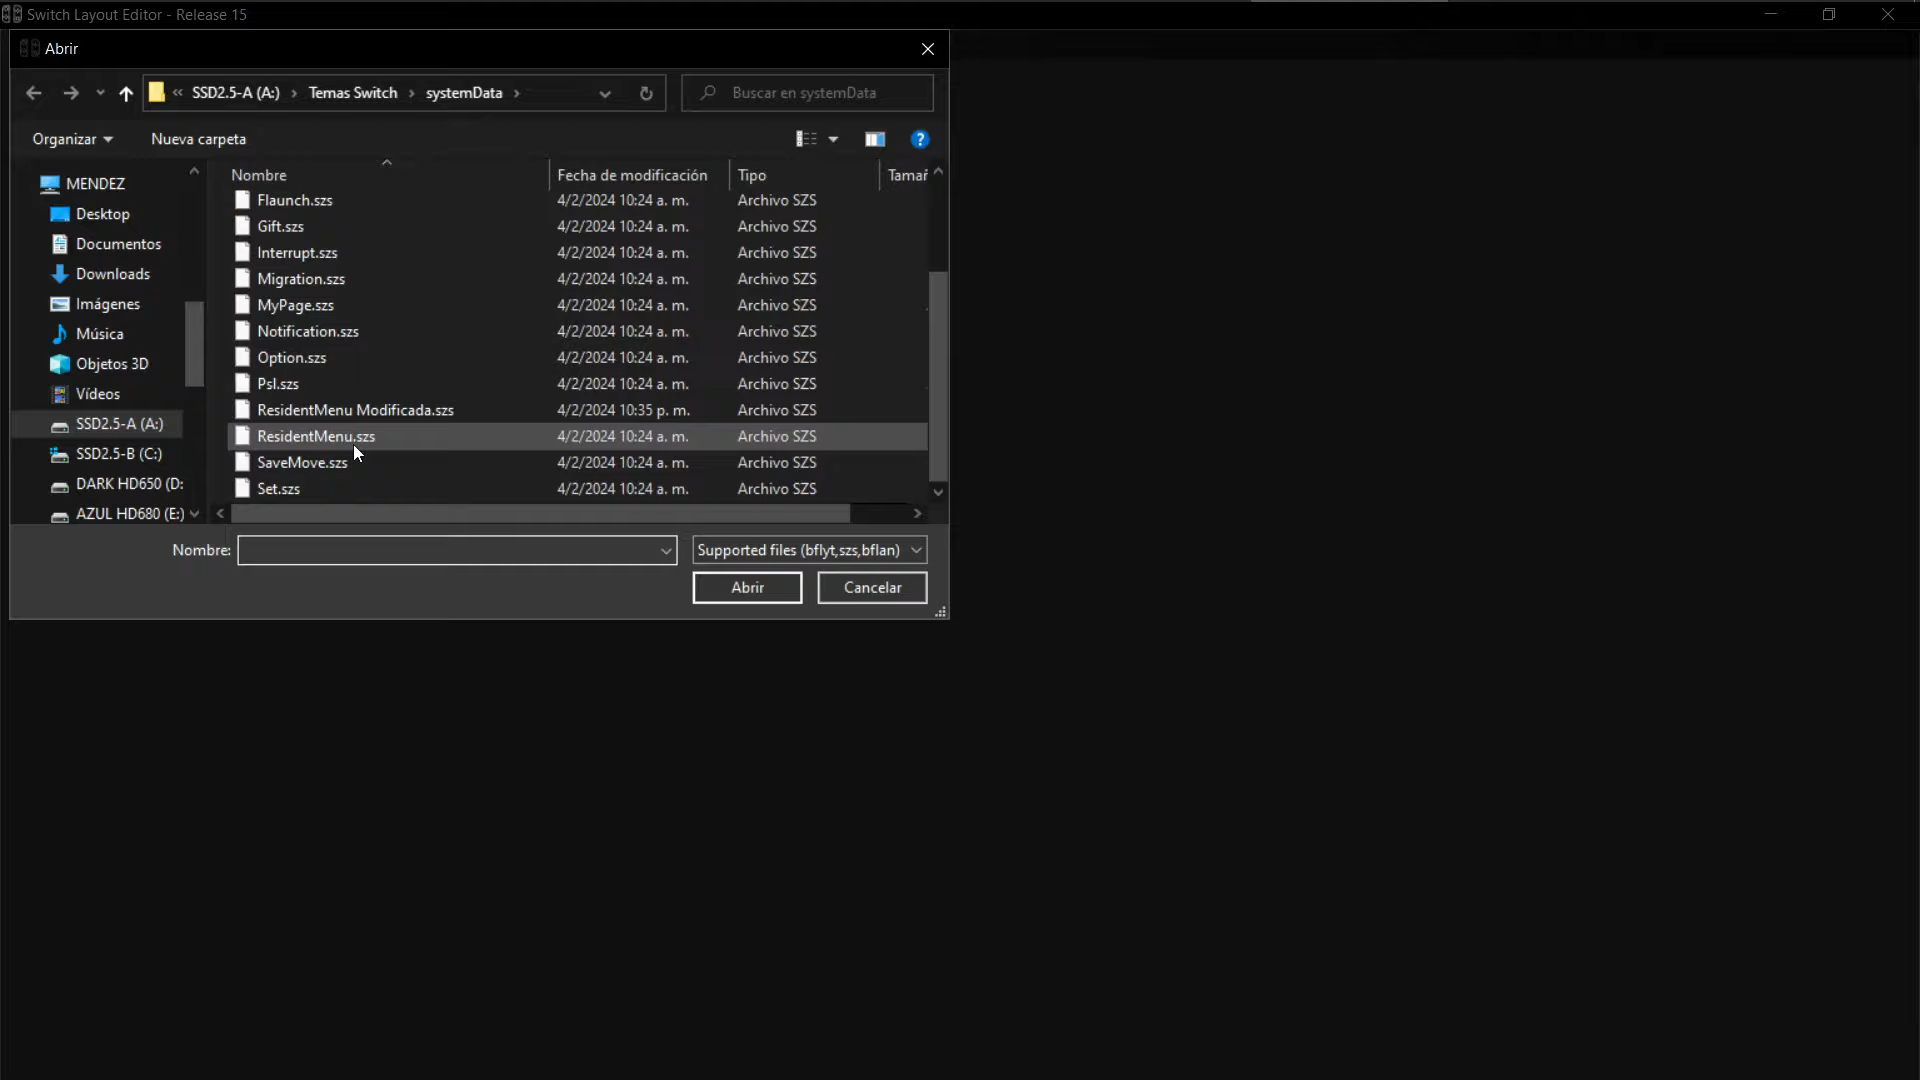 Switch Layout Editor - Release 15
Abrir
« SSD2.5-A (A:) › Temas Switch › systemData ›
Buscar en systemData
Organizar
Nueva carpeta
Nombre
Fecha de modificación
Tipo
Tamañ
MENDEZ
Desktop
Documentos
Downloads
Imágenes
Música
Objetos 3D
Vídeos
SSD2.5-A (A:)
SSD2.5-B (C:)
DARK HD650 (D:
AZUL HD680 (E:)
Flaunch.szs 4/2/2024 10:24 a. m. Archivo SZS
Gift.szs 4/2/2024 10:24 a. m. Archivo SZS
Interrupt.szs 4/2/2024 10:24 a. m. Archivo SZS
Migration.szs 4/2/2024 10:24 a. m. Archivo SZS
MyPage.szs 4/2/2024 10:24 a. m. Archivo SZS
Notification.szs 4/2/2024 10:24 a. m. Archivo SZS
Option.szs 4/2/2024 10:24 a. m. Archivo SZS
Psl.szs 4/2/2024 10:24 a. m. Archivo SZS
ResidentMenu Modificada.szs 4/2/2024 10:35 p. m. Archivo SZS
ResidentMenu.szs 4/2/2024 10:24 a. m. Archivo SZS
SaveMove.szs 4/2/2024 10:24 a. m. Archivo SZS
Set.szs 4/2/2024 10:24 a. m. Archivo SZS
Nombre:
Supported files (bflyt,szs,bflan)
Abrir
Cancelar